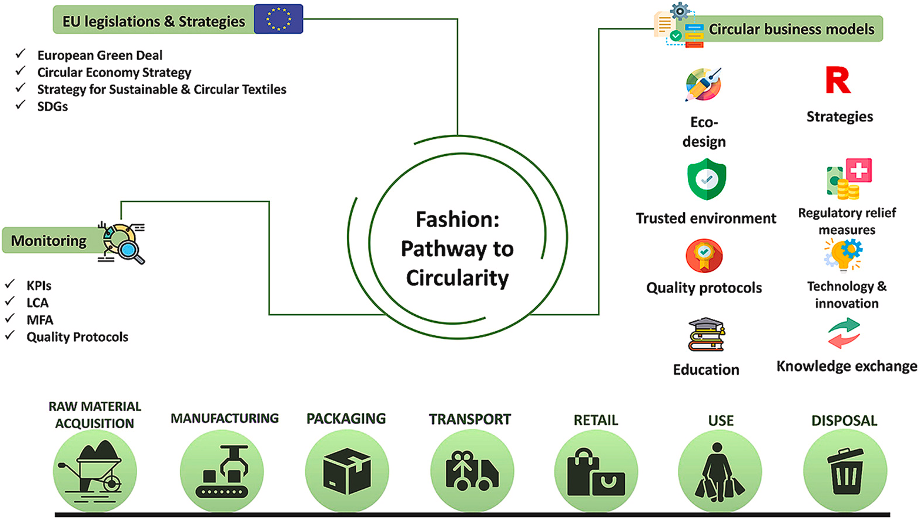 EU legislations & Strategies
✓ European Green Deal
✓ Circular Economy Strategy
✓ Strategy for Sustainable & Circular Textiles
✓ SDGs
Circular business models
Eco-
design
R
Strategies
Trusted environment
Regulatory relief
measures
Quality protocols
Technology &
innovation
Education
Knowledge exchange
Fashion:
Pathway to
Circularity
Monitoring
✓ KPIs
✓ LCA
✓ MFA
✓ Quality Protocols
RAW MATERIAL
ACQUISITION
MANUFACTURING
PACKAGING
TRANSPORT
RETAIL
USE
DISPOSAL